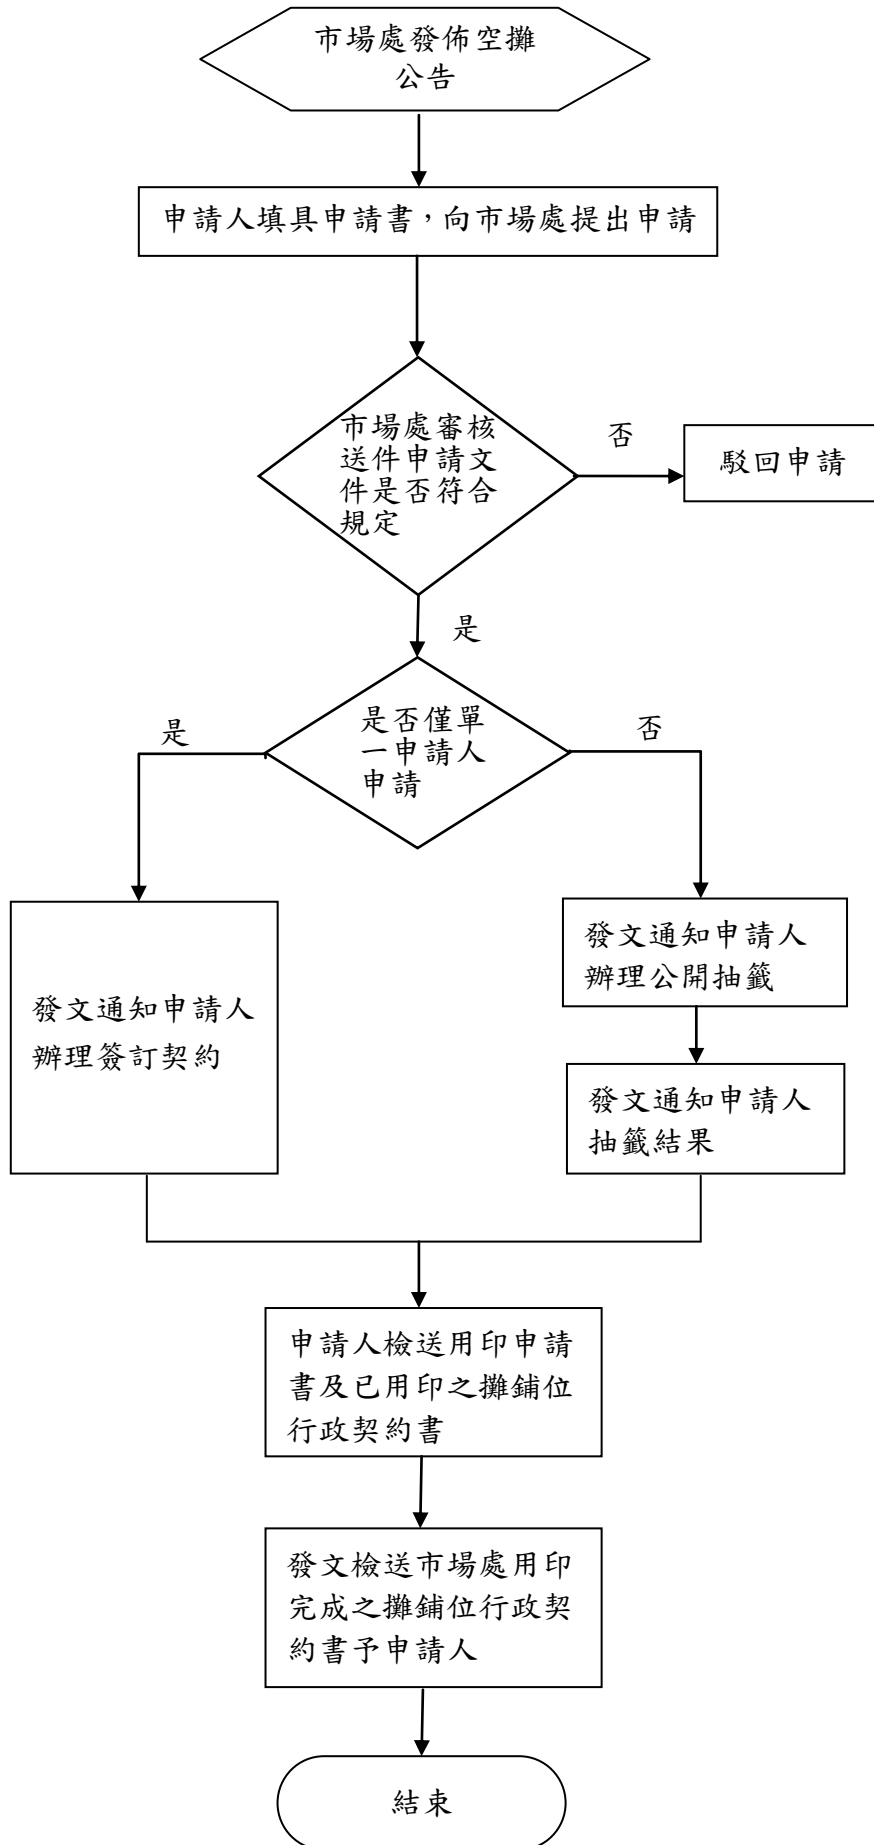 市場處發佈空攤
公告
申請人填具申請書，向市場處提出申請
市場處審核
送件申請文
件是否符合
規定
否
駁回申請
是
是否僅單
一申請人
申請
是
否
發文通知申請人
辦理簽訂契約
發文通知申請人
辦理公開抽籤
發文通知申請人
抽籤結果
申請人檢送用印申請
書及已用印之攤鋪位
行政契約書
發文檢送市場處用印
完成之攤鋪位行政契
約書予申請人
結束